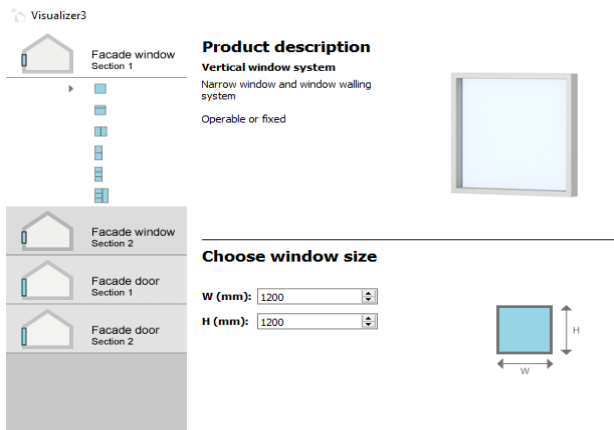 Visualizer3
Facade window
Section 1
Facade window
Section 2
Facade door
Section 1
Facade door
Section 2
Product description
Vertical window system
Narrow window and window walling
system
Operable or fixed
Choose window size
W (mm): 1200
H (mm): 1200
H
W